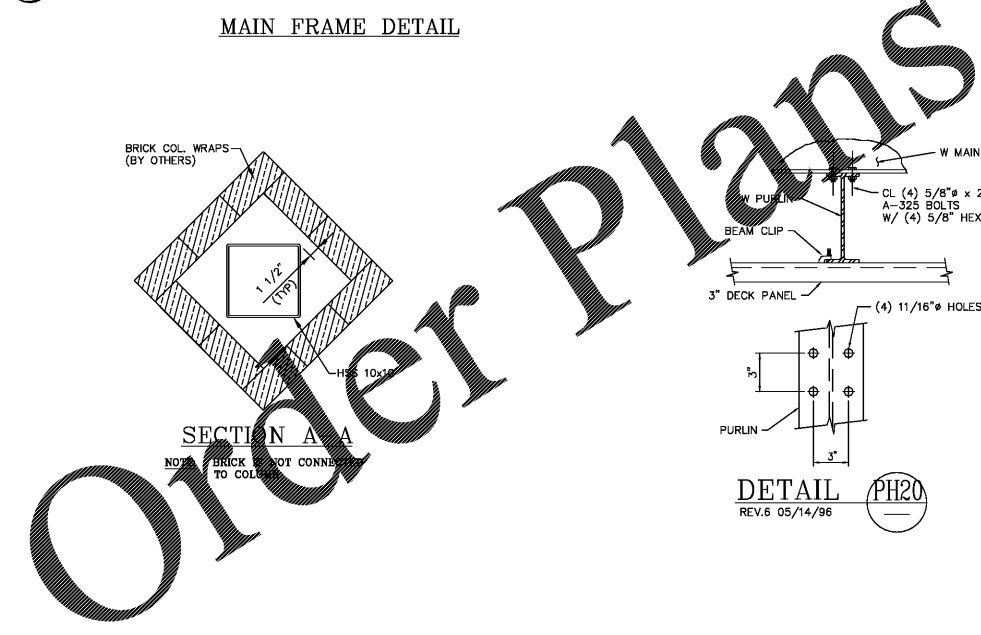 MAIN FRAME DETAIL
BRICK COL. WRAPS
(BY OTHERS)
1 1/2"
(TYP)
HSS 10x10
SECTION A-A
NOTE: BRICK IS NOT CONNECTED
TO COLUMN
Order Plans
W MAIN
CL (4) 5/8"ø x 2
A-325 BOLTS
W/ (4) 5/8" HEX
W PURLIN
BEAM CLIP
3" DECK PANEL
(4) 11/16"ø HOLES
3"
PURLIN
3"
DETAIL PH20
REV.6 05/14/96